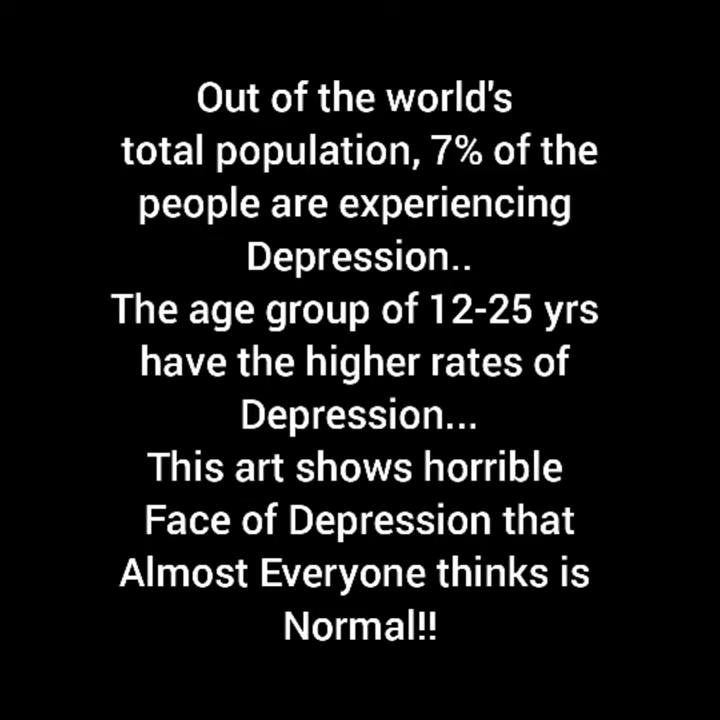 Out of the world's
total population, 7% of the
people are experiencing
Depression..
The age group of 12-25 yrs
have the higher rates of
Depression...
This art shows horrible
Face of Depression that
Almost Everyone thinks is
Normal!!